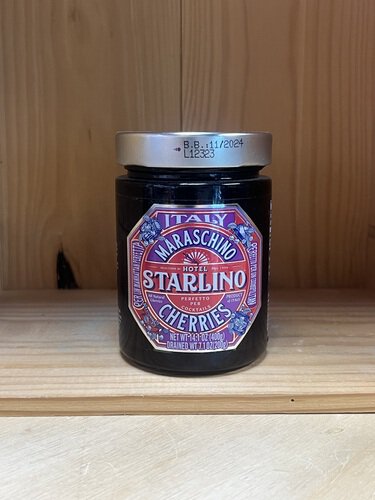 B.B.:11/2024
L12323
ITALY
MARASCHINO
HOTEL
STARLINO
PERFETTO
PER
COCKTAILS
PRODUCT
CHERRIES
NET WT 14.1 OZ (400g)
DRAINED WT 7.1 OZ